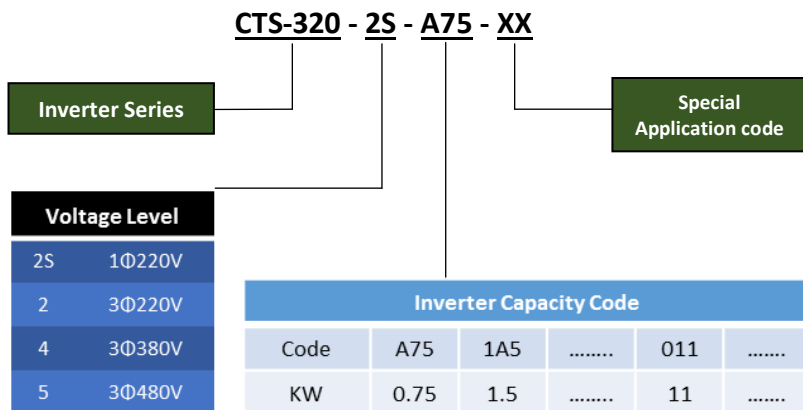 CTS-320 - 2S - A75 - XX
Inverter Series
Special
Application code
Voltage Level
2S 1Φ220V
2 3Φ220V
4 3Φ380V
5 3Φ480V
Inverter Capacity Code
Code A75 1A5 ........ 011 .......
KW 0.75 1.5 ........ 11 .......